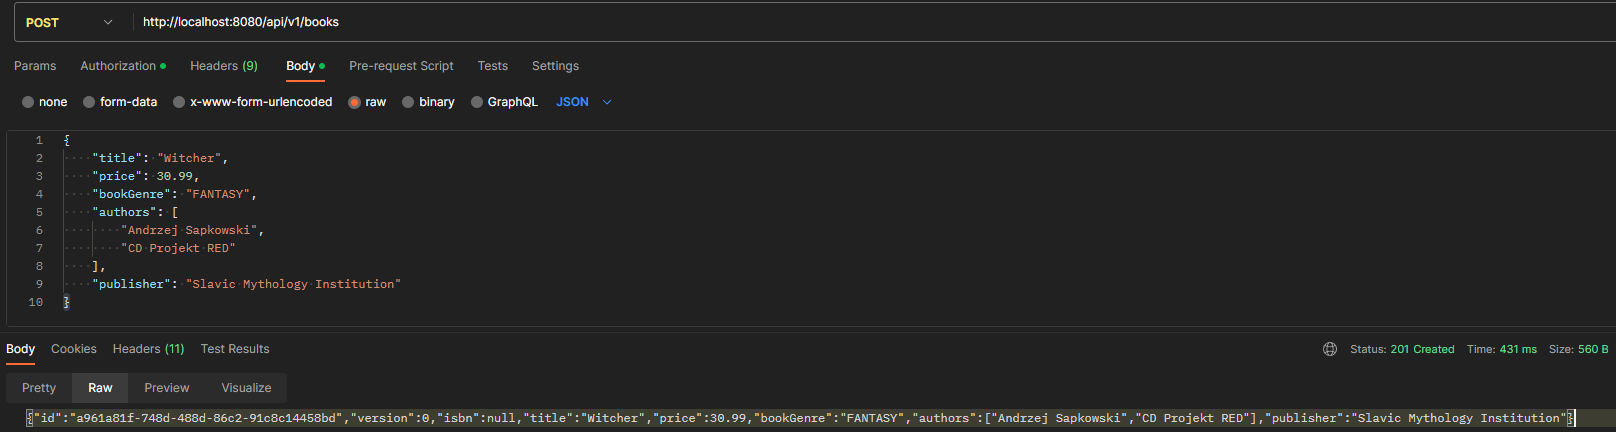 POST http://localhost:8080/api/v1/books
Params Authorization Headers (9) Body Pre-request Script Tests Settings
none form-data x-www-form-urlencoded raw binary GraphQL JSON
1 {
2 "title": "Witcher",
3 "price": 30.99,
4 "bookGenre": "FANTASY",
5 "authors": [
6 "Andrzej Sapkowski",
7 "CD Projekt RED"
8 ],
9 "publisher": "Slavic Mythology Institution"
10 }
Body Cookies Headers (11) Test Results Status: 201 Created Time: 431 ms Size: 560 B
Pretty Raw Preview Visualize
{"id":"a961a81f-748d-488d-86c2-91c8c14458bd","version":0,"isbn":null,"title":"Witcher","price":30.99,"bookGenre":"FANTASY","authors":["Andrzej Sapkowski","CD Projekt RED"],"publisher":"Slavic Mythology Institution"}